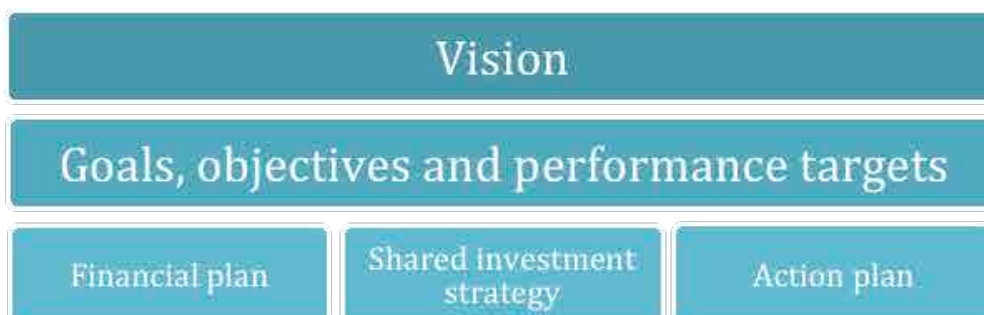 Vision
Goals, objectives and performance targets
Financial plan
Shared investment
strategy
Action plan